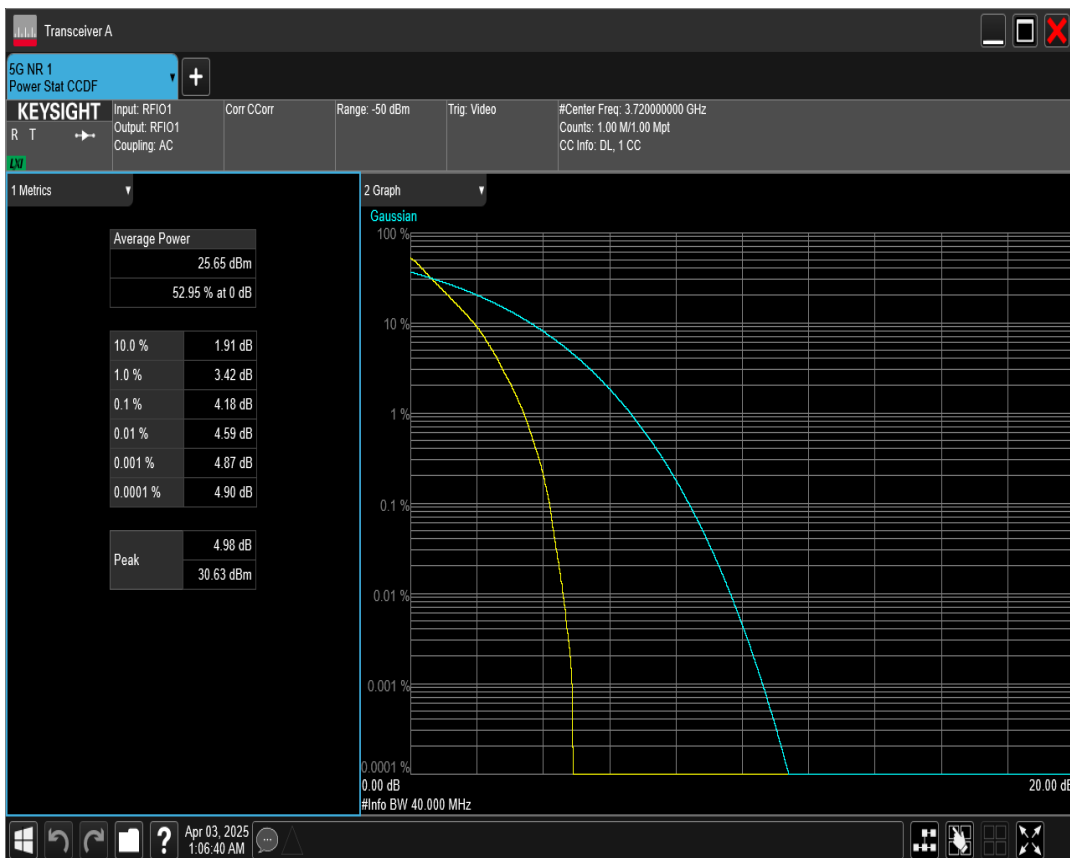 Transceiver A
5G NR 1
Power Stat CCDF
KEYSIGHT
R T
LXI
Input: RFIO1
Output: RFIO1
Coupling: AC
Corr CCorr
Range: -50 dBm
Trig: Video
#Center Freq: 3.720000000 GHz
Counts: 1.00 M/1.00 Mpt
CC Info: DL, 1 CC
1 Metrics
Average Power
25.65 dBm
52.95 % at 0 dB
10.0 % 1.91 dB
1.0 % 3.42 dB
0.1 % 4.18 dB
0.01 % 4.59 dB
0.001 % 4.87 dB
0.0001 % 4.90 dB
Peak
4.98 dB
30.63 dBm
2 Graph
Gaussian
100 %
10 %
1 %
0.1 %
0.01 %
0.001 %
0.0001 %
0.00 dB 20.00 dB
#Info BW 40.000 MHz
?
Apr 03, 2025
1:06:40 AM